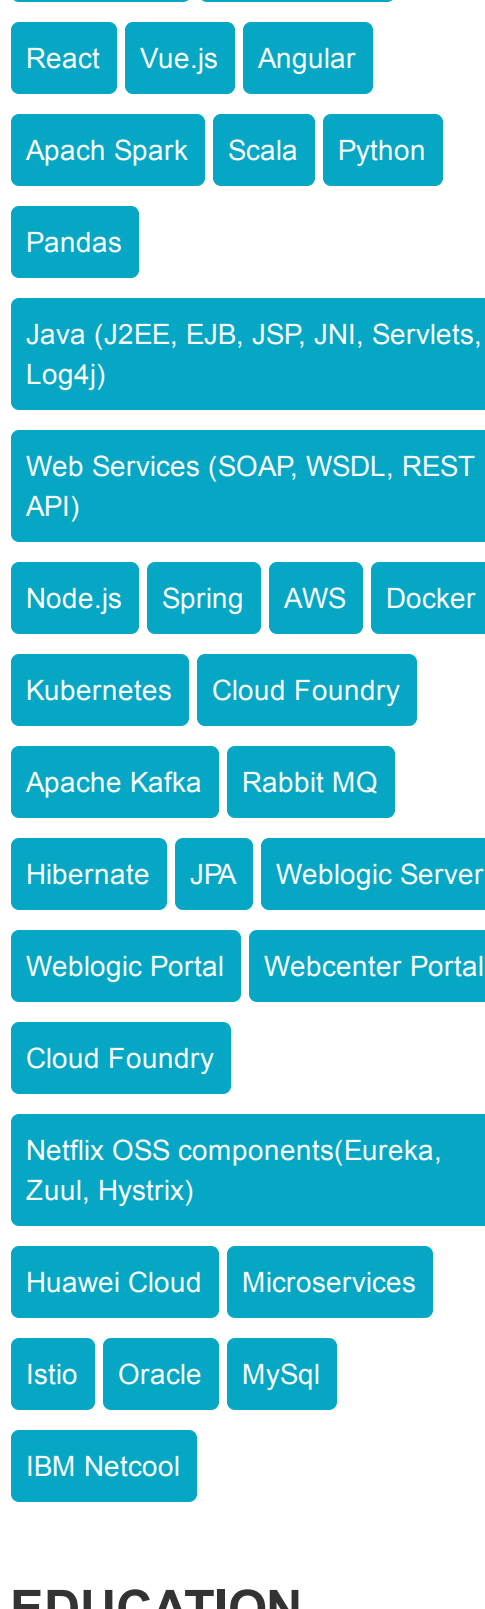 React Vue.js Angular
Apach Spark Scala Python
Pandas
Java (J2EE, EJB, JSP, JNI, Servlets,
Log4j)
Web Services (SOAP, WSDL, REST
API)
Node.js Spring AWS Docker
Kubernetes Cloud Foundry
Apache Kafka Rabbit MQ
Hibernate JPA Weblogic Server
Weblogic Portal Webcenter Portal
Cloud Foundry
Netflix OSS components(Eureka,
Zuul, Hystrix)
Huawei Cloud Microservices
Istio Oracle MySql
IBM Netcool
EDUCATION